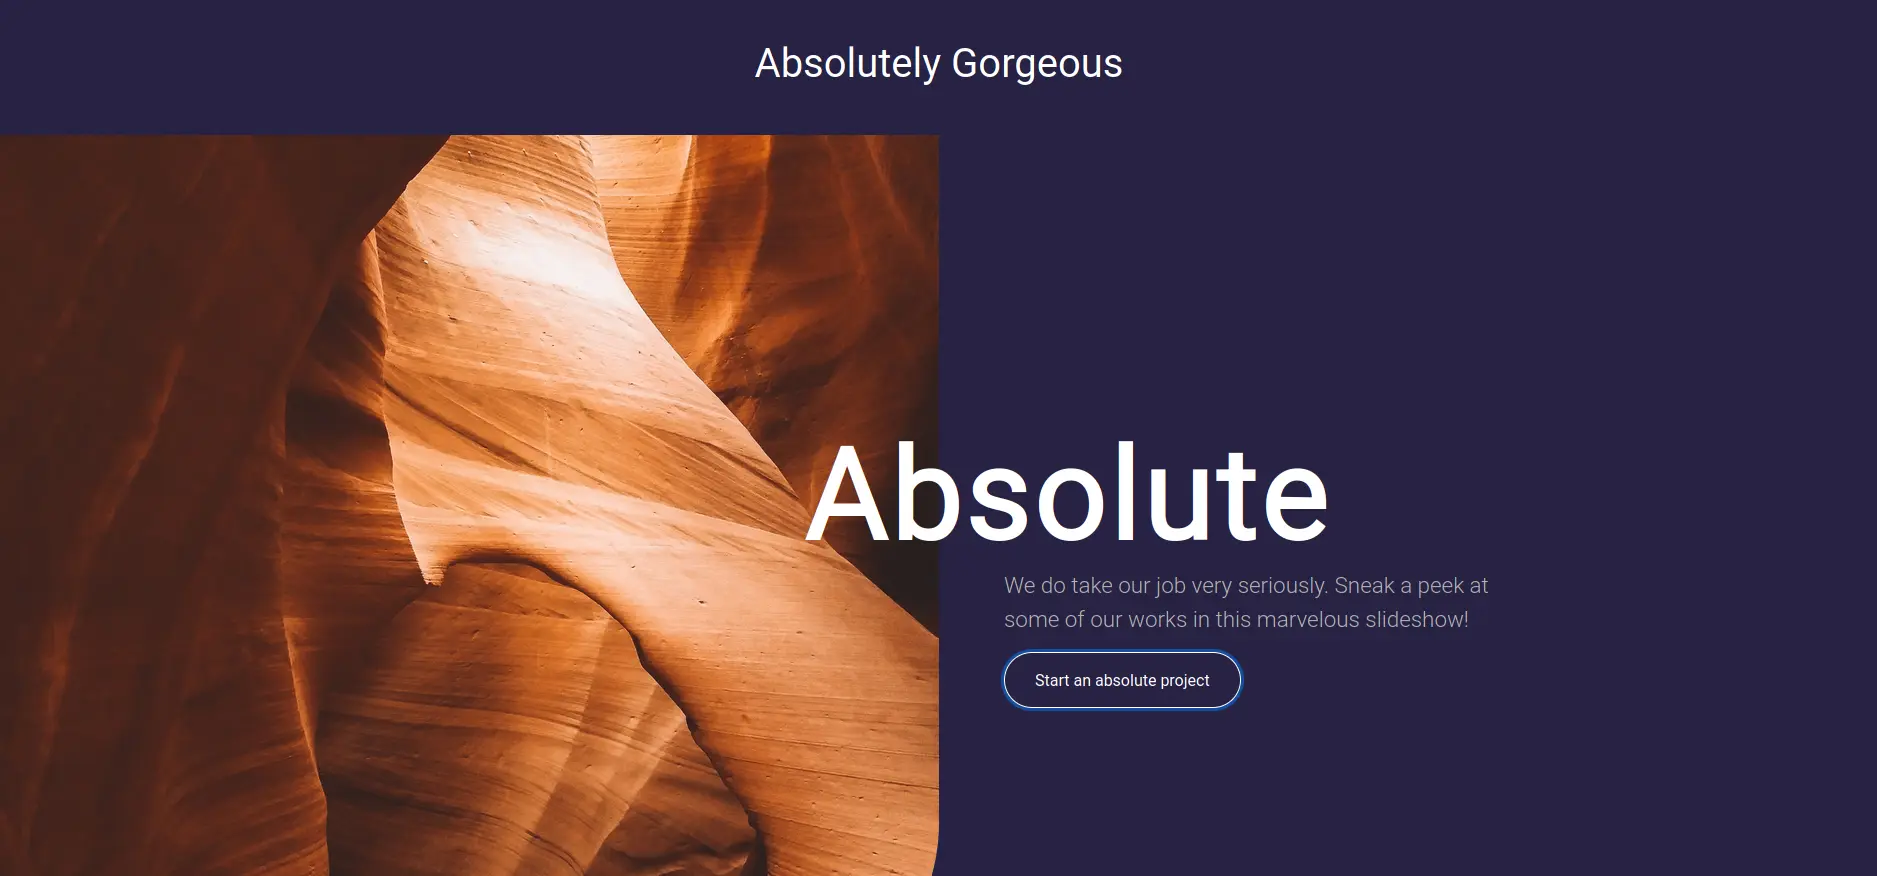 Absolutely Gorgeous
Absolute
We do take our job very seriously. Sneak a peek at
some of our works in this marvelous slideshow!
Start an absolute project